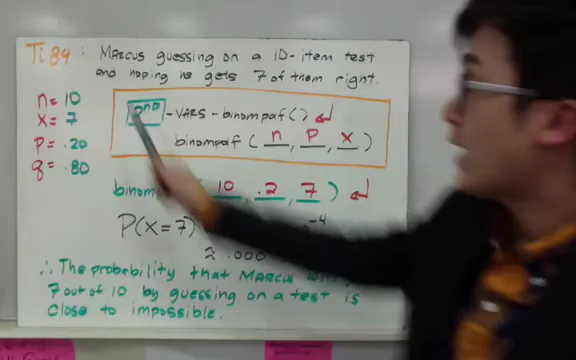 Ti 84: MARCUS guessing on a 10-item test
and hoping he gets 7 of them right.
n = 10
x = 7
p = .20
q = .80
2nd - VARS - binompdf ( )
binompdf ( n , p , x )
10 , .2 , 7 )
P(X=7)
-4
≈ .000
∴ The probability that MARCUS
7 out of 10 by guessing on a test is
close to impossible.